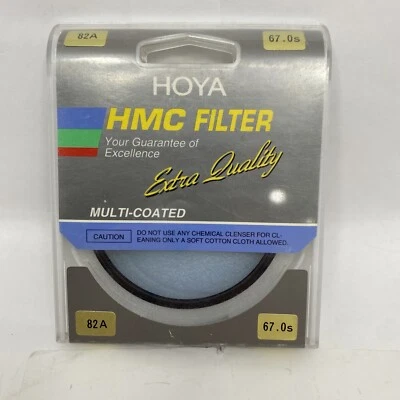 82A
67.0s
HOYA
HMC FILTER
Your Guarantee of
Excellence
Extra Quality
MULTI-COATED
CAUTION
DO NOT USE ANY CHEMICAL CLENSER FOR CL-
EANING ONLY A SOFT COTTON CLOTH ALLOWED.
82A
67.0s